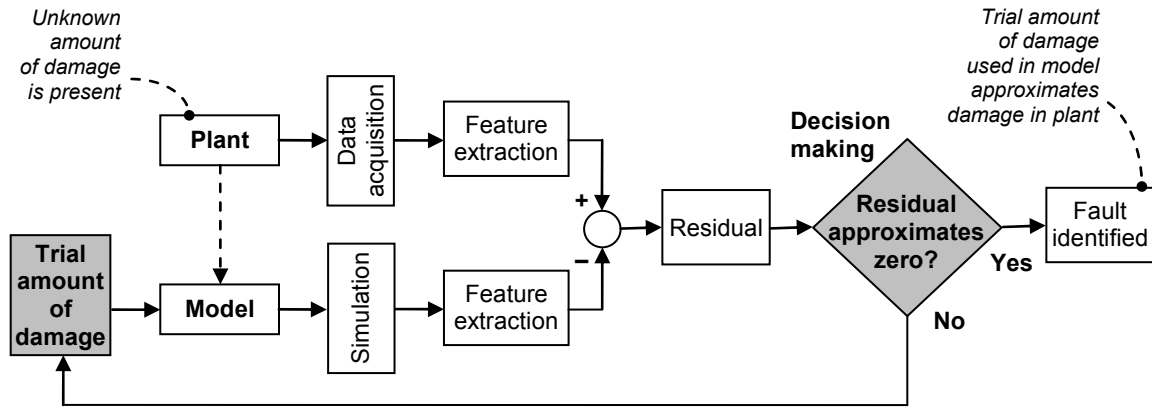 Unknown
amount
of damage
is present
Trial amount
of damage
used in model
approximates
damage in plant
Plant
Data
acquisition
Feature
extraction
Decision
making
+
Residual
Residual
approximates
zero?
Fault
identified
Yes
–
Trial
amount
of
damage
Model
Simulation
Feature
extraction
No